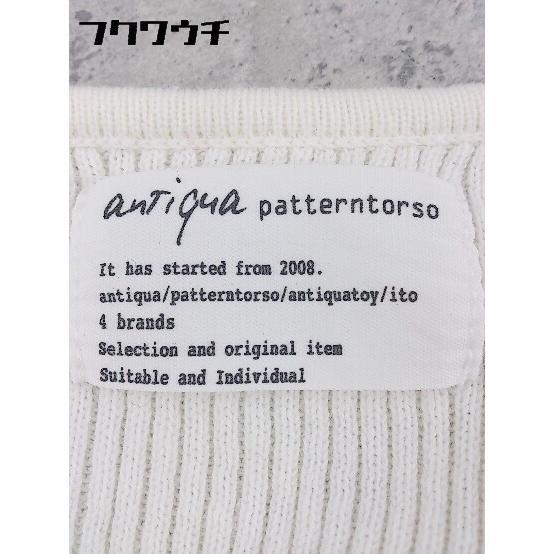 フクワウチ
antiqua patterntorso
It has started from 2008.
antiqua/patterntorso/antiquatoy/ito
4 brands
Selection and original item
Suitable and Individual